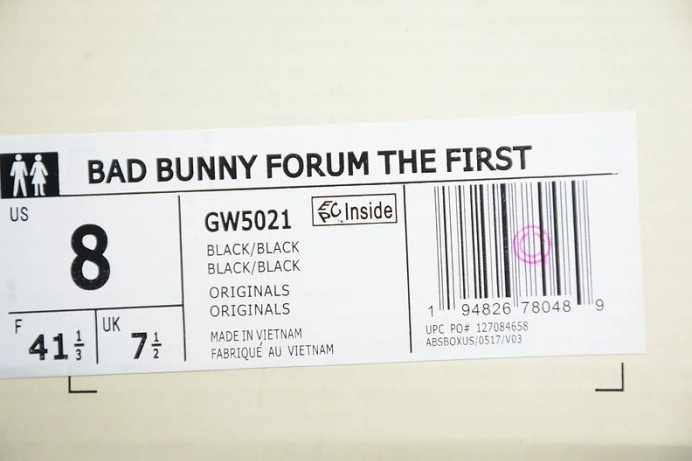 BAD BUNNY FORUM THE FIRST
US
8
F
41 1/3
UK
7 1/2
GW5021
EPC Inside
BLACK/BLACK
BLACK/BLACK
ORIGINALS
ORIGINALS
MADE IN VIETNAM
FABRIQUÉ AU VIETNAM
1 94826 78048 9
UPC PO# 127084658
ABSBOXUS/0517/V03